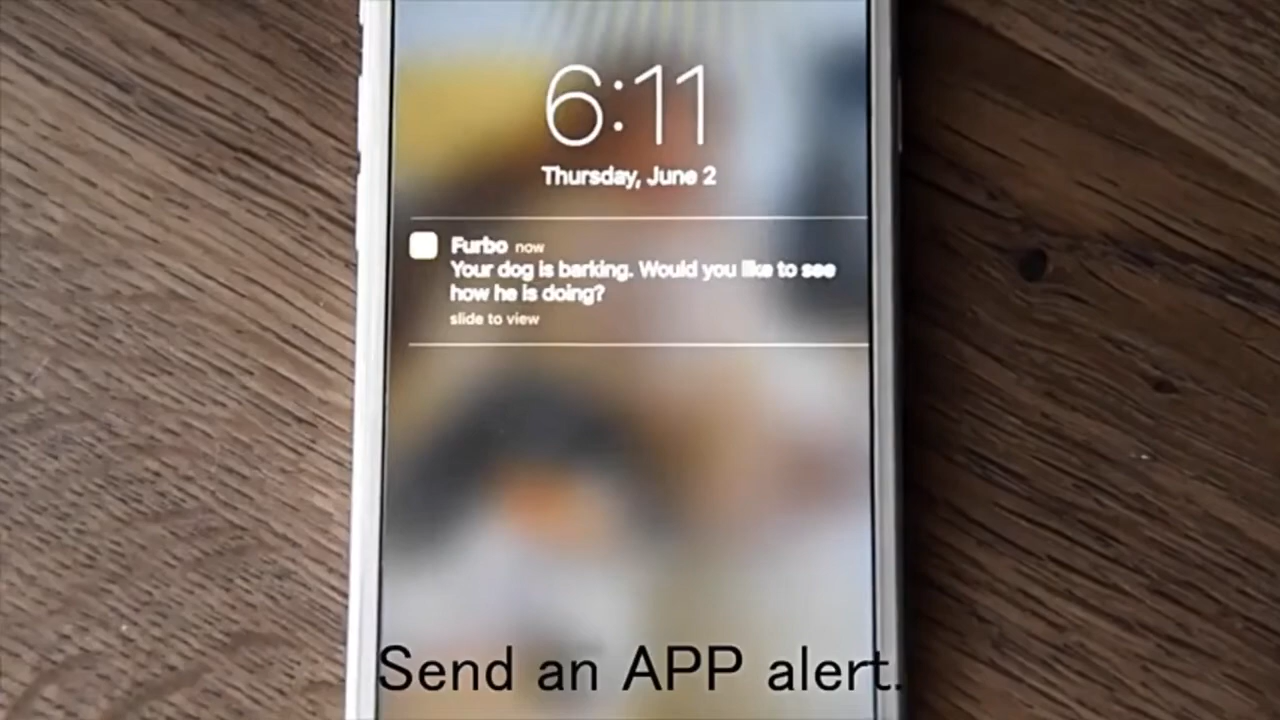 6:11
Thursday, June 2
Furbo now
Your dog is barking. Would you like to see
how he is doing?
slide to view
Send an APP alert.